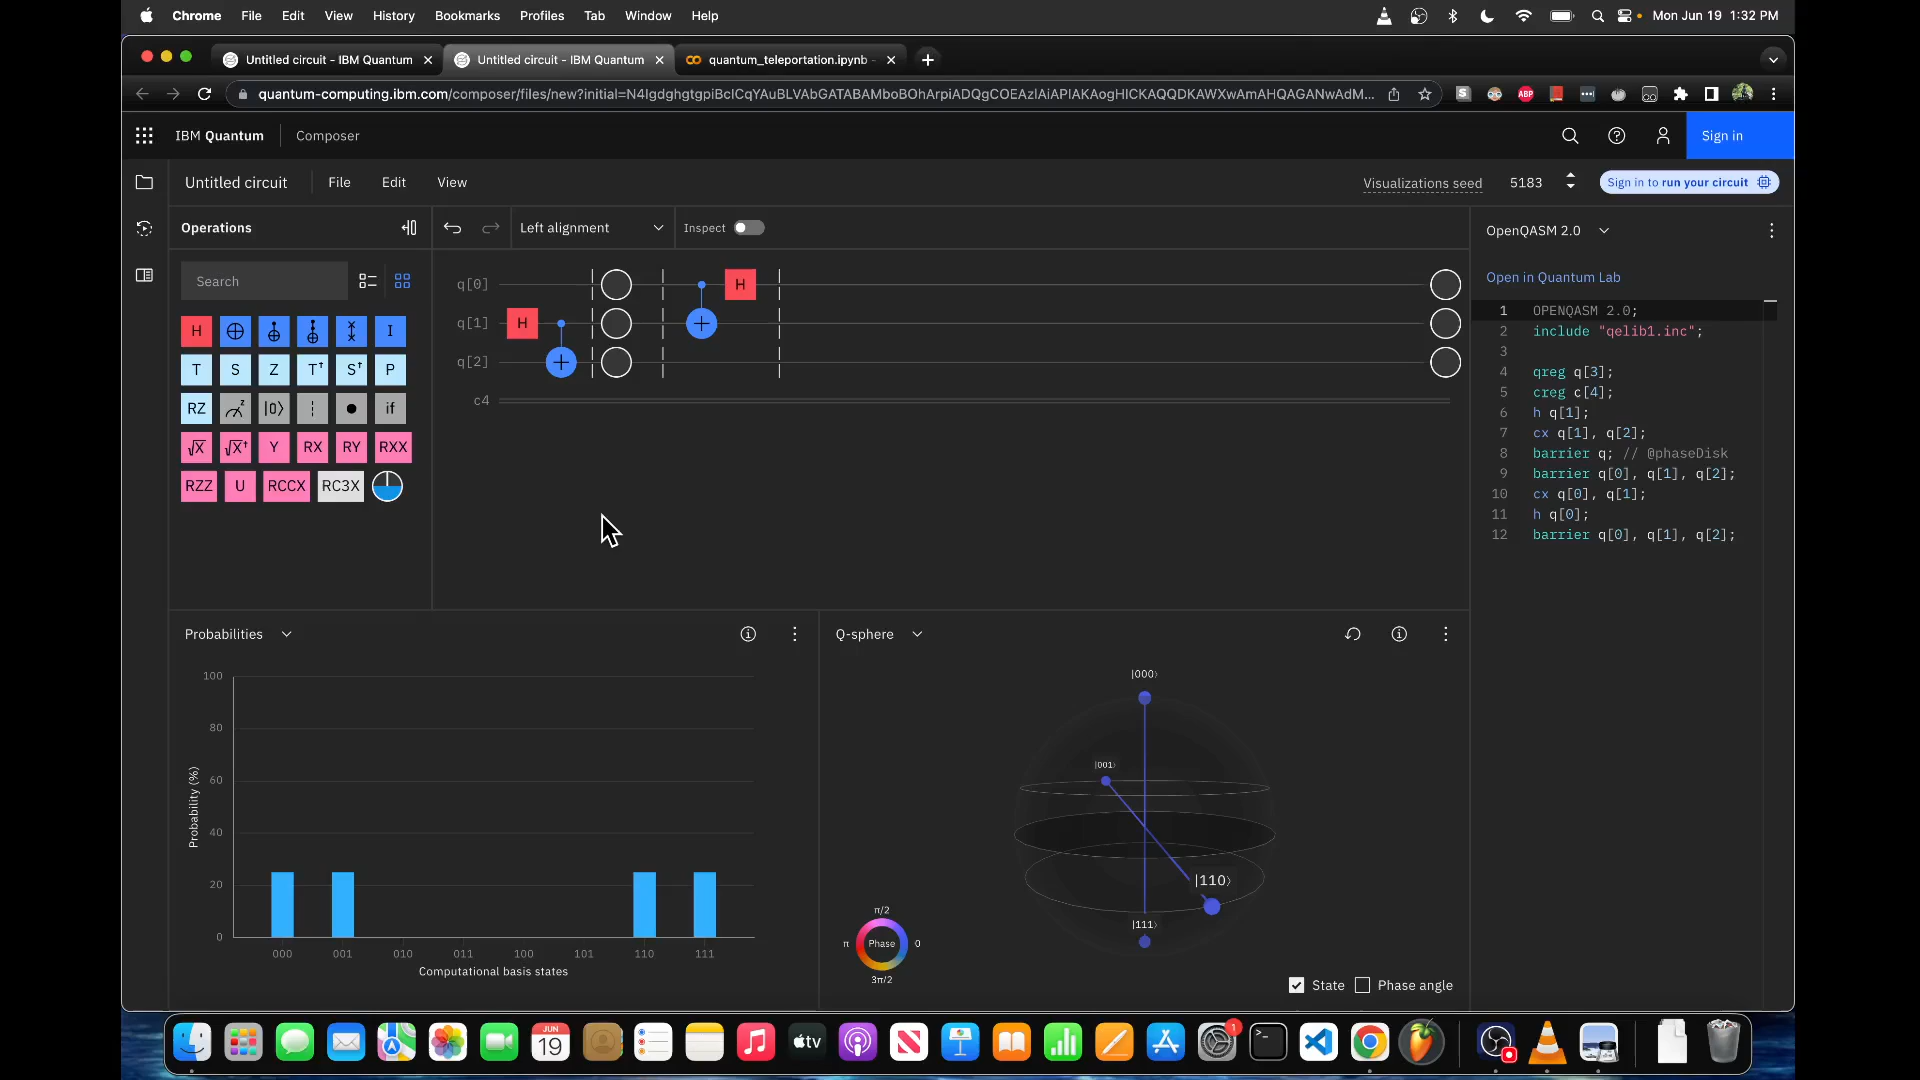 Chrome File Edit View History Bookmarks Profiles Tab Window Help Mon Jun 19 1:32 PM
Untitled circuit - IBM Quantum Untitled circuit - IBM Quantum quantum_teleportation.ipynb -
quantum-computing.ibm.com/composer/files/new?initial=N4IgdghgtgpiBcICqYAuBLVAbGATABAMboBOhArpiADQgCOEAzlAiAPIAKAogHICKAQQDKAWXwAmAHQAGANwAdM... ABP
IBM Quantum Composer Sign in
Untitled circuit File Edit View Visualizations seed 5183 Sign in to run your circuit
Operations Left alignment Inspect OpenQASM 2.0
Search
Open in Quantum Lab
H I
T S Z T† S† P
RZ z |0⟩ if
√X √X† Y RX RY RXX
RZZ U RCCX RC3X
q[0] H
q[1] H
q[2]
c4
1 OPENQASM 2.0;
2 include "qelib1.inc";
3
4 qreg q[3];
5 creg c[4];
6 h q[1];
7 cx q[1], q[2];
8 barrier q; // @phaseDisk
9 barrier q[0], q[1], q[2];
10 cx q[0], q[1];
11 h q[0];
12 barrier q[0], q[1], q[2];
Probabilities
100
80
60
40
20
0
Probability (%)
000 001 010 011 100 101 110 111
Computational basis states
Q-sphere
|000⟩
|001⟩
|110⟩
|111⟩
π/2
π Phase 0
3π/2
State Phase angle
JUN
19
tv
1